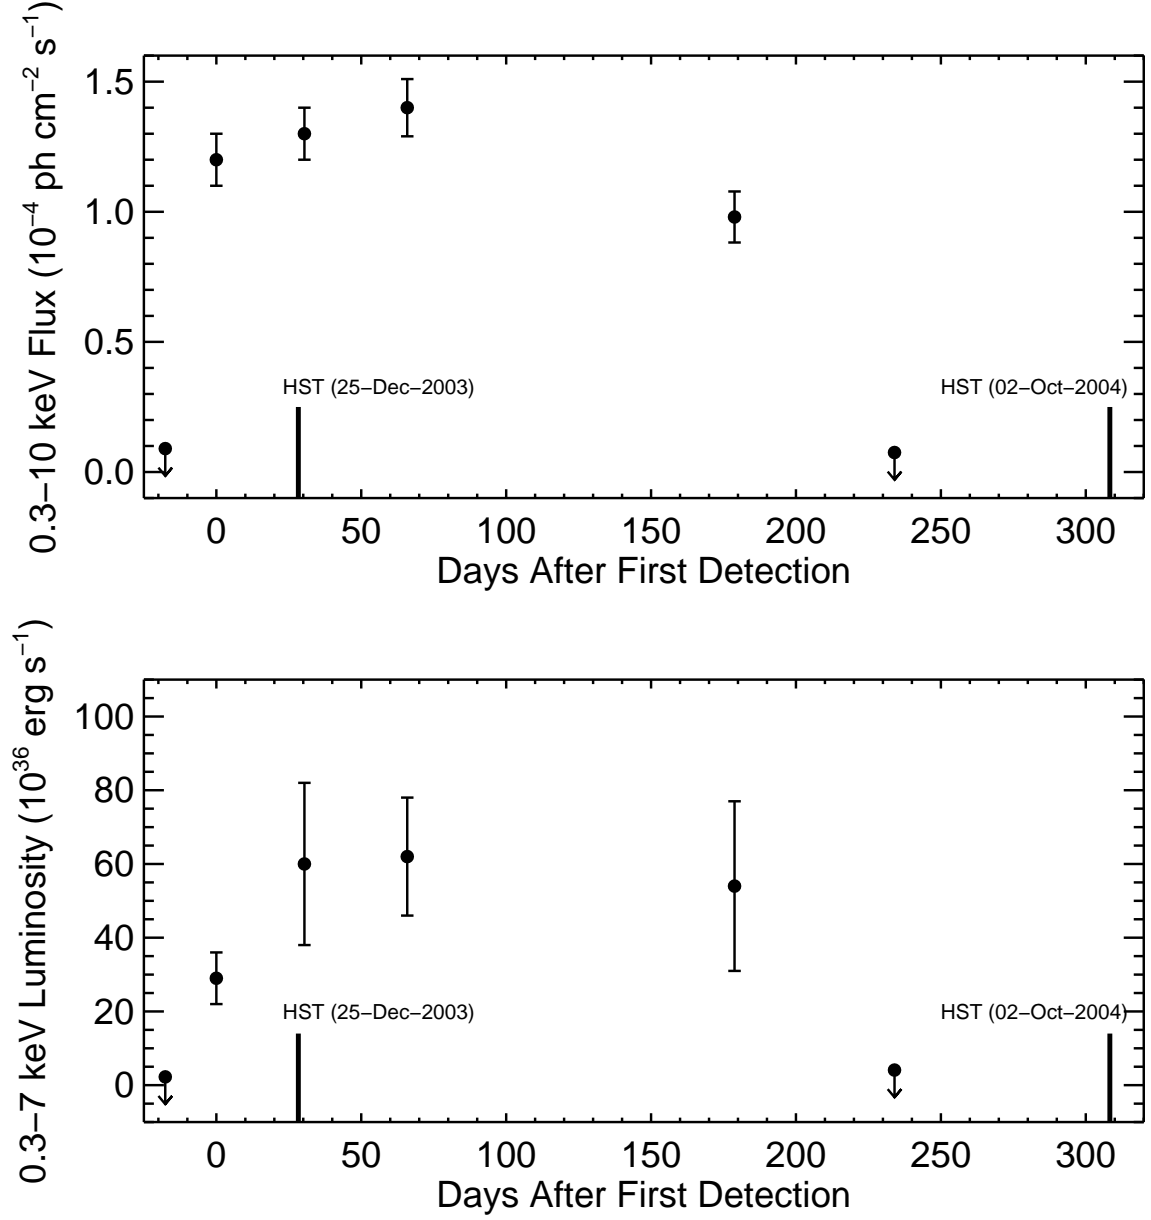 0.3–10 keV Flux (10⁻⁴ ph cm⁻² s⁻¹)
1.5
1.0
0.5
0.0
HST (25–Dec–2003)
HST (02–Oct–2004)
0 50 100 150 200 250 300
Days After First Detection
0.3–7 keV Luminosity (10³⁶ erg s⁻¹)
100
80
60
40
20
0
HST (25–Dec–2003)
HST (02–Oct–2004)
0 50 100 150 200 250 300
Days After First Detection